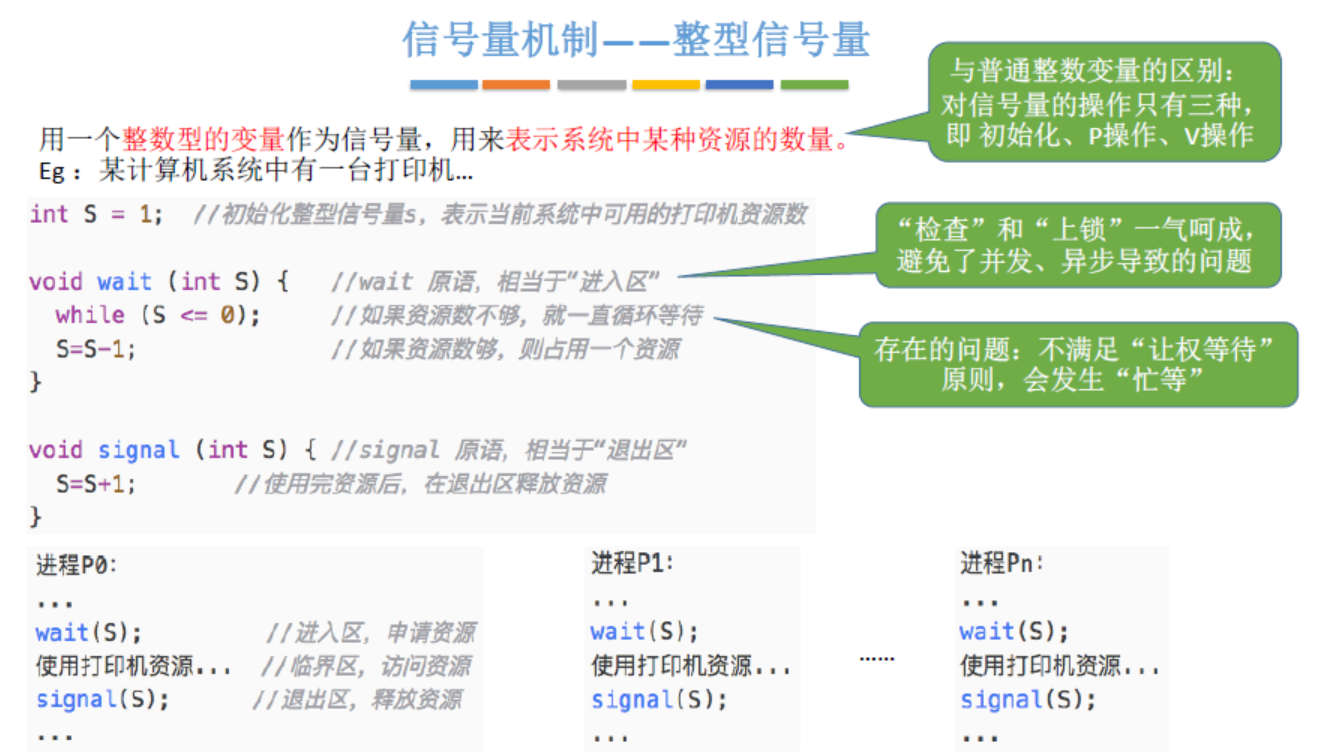 信号量机制——整型信号量
与普通整数变量的区别：
对信号量的操作只有三种，
即 初始化、P操作、V操作
用一个整数型的变量作为信号量，用来表示系统中某种资源的数量。
Eg：某计算机系统中有一台打印机…
int S = 1; //初始化整型信号量s，表示当前系统中可用的打印机资源数
“检查”和“上锁”一气呵成，
避免了并发、异步导致的问题
void wait (int S) { //wait 原语，相当于“进入区”
while (S <= 0); //如果资源数不够，就一直循环等待
S=S-1; //如果资源数够，则占用一个资源
}
存在的问题：不满足“让权等待”
原则，会发生“忙等”
void signal (int S) { //signal 原语，相当于“退出区”
S=S+1; //使用完资源后，在退出区释放资源
}
进程P0:
...
wait(S); //进入区，申请资源
使用打印机资源... //临界区，访问资源
signal(S); //退出区，释放资源
...
进程P1:
...
wait(S);
使用打印机资源...
signal(S);
...
……
进程Pn:
...
wait(S);
使用打印机资源...
signal(S);
...